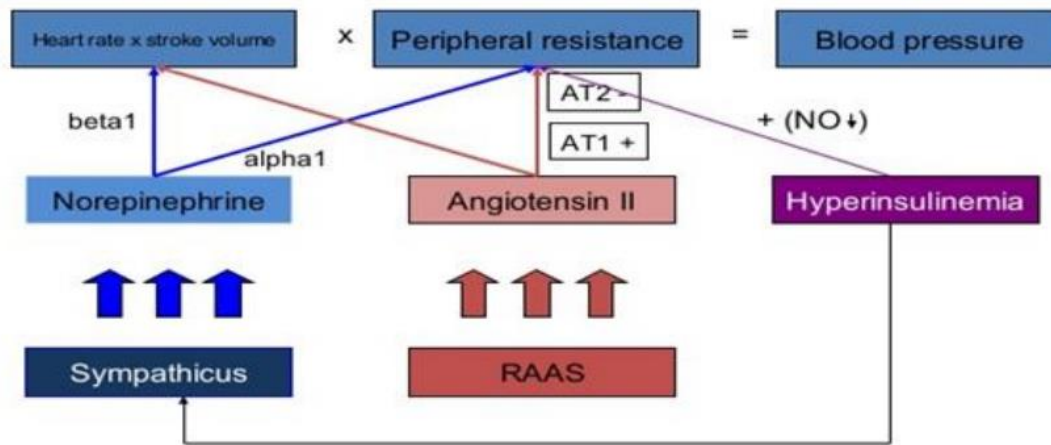 Heart rate x stroke volume x Peripheral resistance = Blood pressure
AT2 -
beta1
+ (NO↓)
AT1 +
alpha1
Norepinephrine
Angiotensin II
Hyperinsulinemia
Sympathicus
RAAS